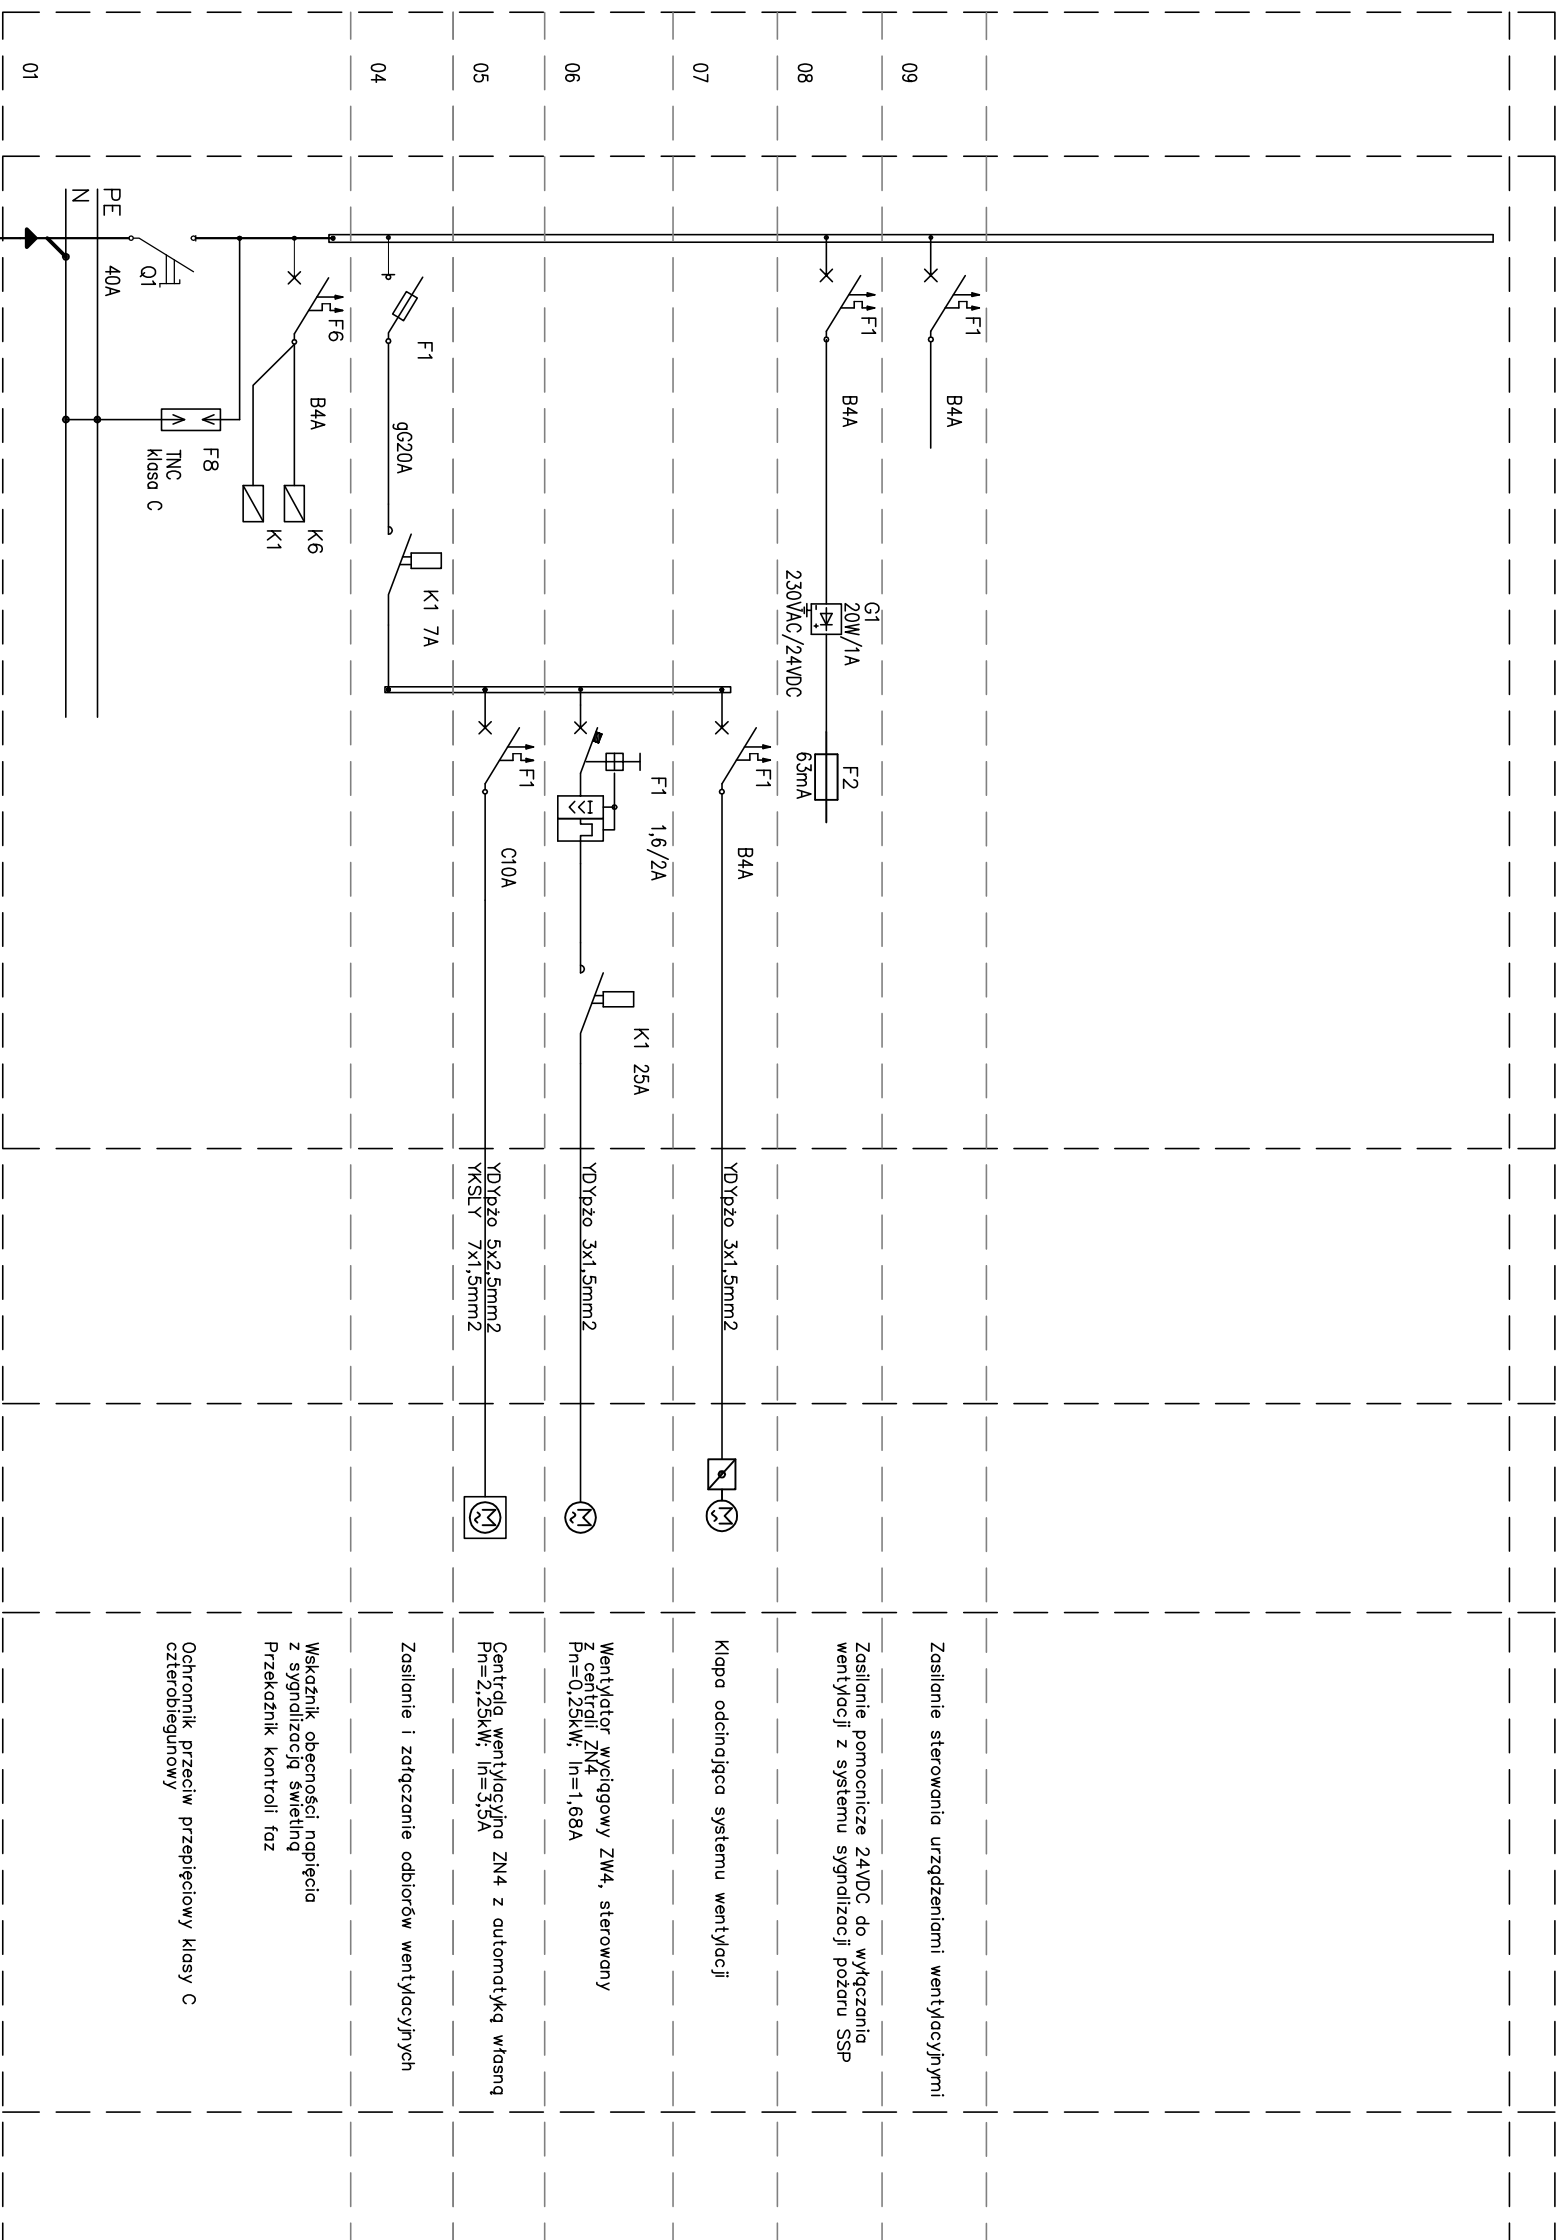 01
PE
N
40A
Q1
F6
B4A
F8
TNC
klasa C
K6
K1
Wskaźnik obecności napięcia
z sygnalizacją świetlną
Przekaźnik kontroli faz
Ochronnik przeciw przepięciowy klasy C
czterobiegunowy
04
F1
gG20A
K1 7A
Zasilanie i załączanie odbiorów wentylacyjnych
05
F1
C10A
YDYpżo 5x2,5mm2
YKSLY 7x1,5mm2
M
Centrala wentylacyjna ZN4 z automatyką własną
Pn=2,25kW; In=3,5A
06
F1 1,6/2A
K1 25A
YDYpżo 3x1,5mm2
M
Wentylator wyciągowy ZW4, sterowany
z centrali ZN4
Pn=0,25kW; In=1,68A
07
F1
B4A
YDYpżo 3x1,5mm2
M
Klapa odcinająca systemu wentylacji
08
F1
B4A
G1
20W/1A
230VAC/24VDC
F2
63mA
Zasilanie pomocnicze 24VDC do wyłączania
wentylacji z systemu sygnalizacji pożaru SSP
09
F1
B4A
Zasilanie sterowania urządzeniami wentylacyjnymi